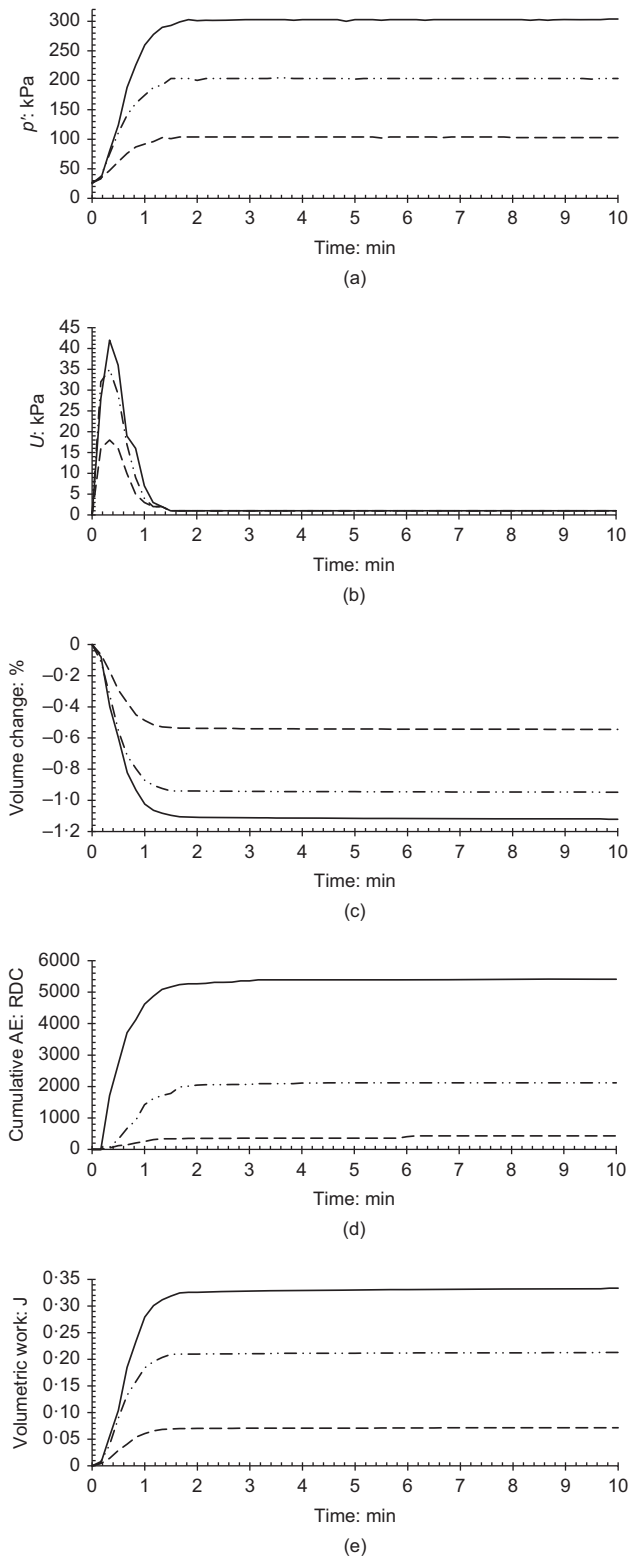 300
250
200
150
100
50
0
p′: kPa
0 1 2 3 4 5 6 7 8 9 10
Time: min
(a)
45
40
35
30
25
20
15
10
5
0
U: kPa
0 1 2 3 4 5 6 7 8 9 10
Time: min
(b)
0
–0·2
–0·4
–0·6
–0·8
–1·0
–1·2
Volume change: %
0 1 2 3 4 5 6 7 8 9 10
Time: min
(c)
6000
5000
4000
3000
2000
1000
0
Cumulative AE: RDC
0 1 2 3 4 5 6 7 8 9 10
Time: min
(d)
0·35
0·30
0·25
0·20
0·15
0·10
0·05
0
Volumetric work: J
0 1 2 3 4 5 6 7 8 9 10
Time: min
(e)